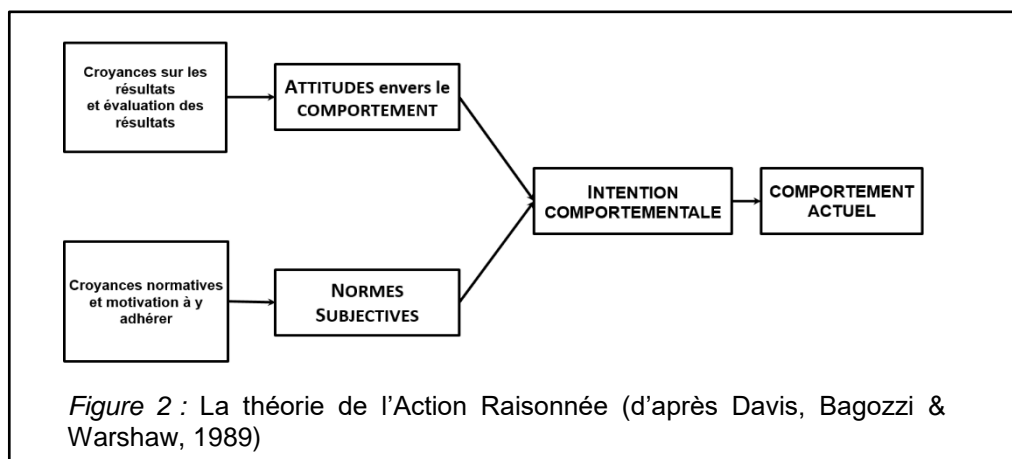 Croyances sur les
résultats
et évaluation des
résultats
ATTITUDES envers le
COMPORTEMENT
INTENTION
COMPORTEMENTALE
COMPORTEMENT
ACTUEL
Croyances normatives
et motivation à y
adhérer
NORMES
SUBJECTIVES
Figure 2 : La théorie de l’Action Raisonnée (d’après Davis, Bagozzi &
Warshaw, 1989)